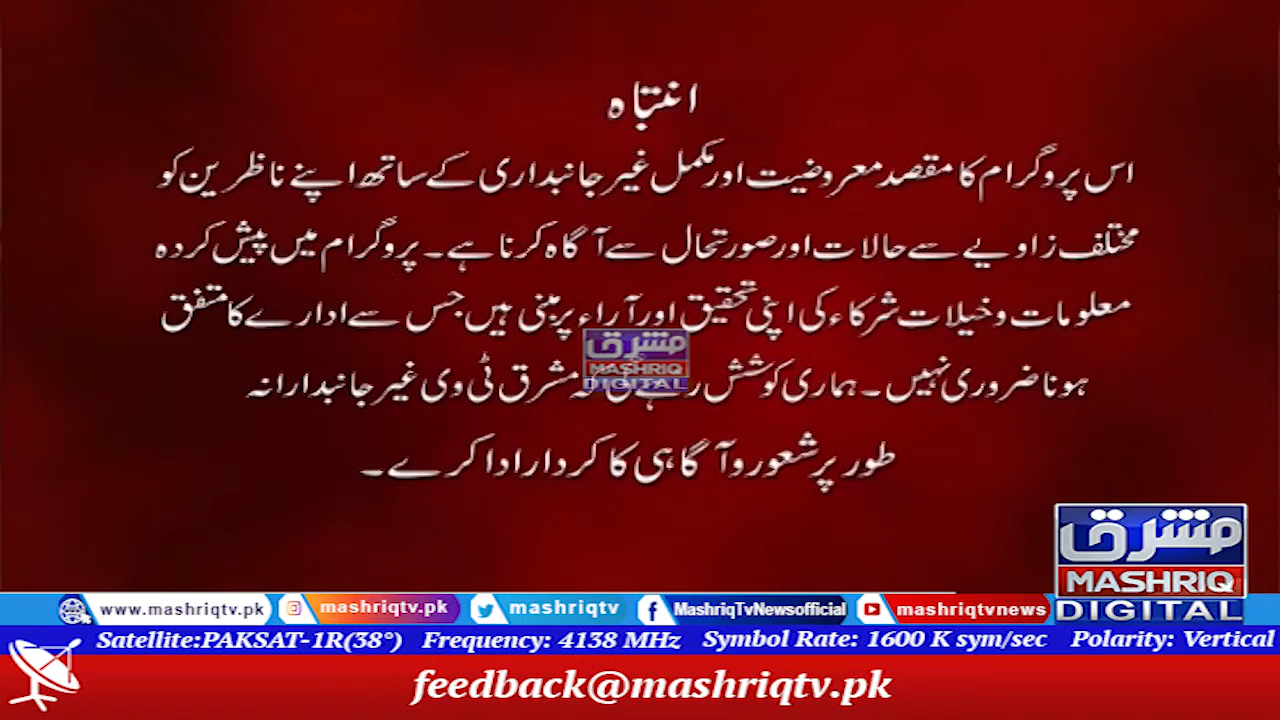 انتباہ
اس پروگرام کا مقصد معروضیت اور مکمل غیر جانبداری کے ساتھ اپنے ناظرین کو
مختلف زاویے سے حالات اور صورتحال سے آگاہ کرنا ہے۔ پروگرام میں پیش کردہ
معلومات و خیلات شرکاء کی اپنی تحقیق اور آراء پر مبنی ہیں جس سے ادارے کا متفق
مشرق
MASHRIQ
DIGITAL
ہونا ضروری نہیں۔ ہماری کوشش مشرق ٹی وی غیر جانبدارانہ
طور پر شعور و آگاہی کا کردار ادا کرے۔
مشرق
MASHRIQ
DIGITAL
www.mashriqtv.pk mashriqtv.pk mashriqtv MashriqTvNewsofficial mashriqtvnews
Satellite:PAKSAT-1R(38°) Frequency: 4138 MHz Symbol Rate: 1600 K sym/sec Polarity: Vertical
feedback@mashriqtv.pk